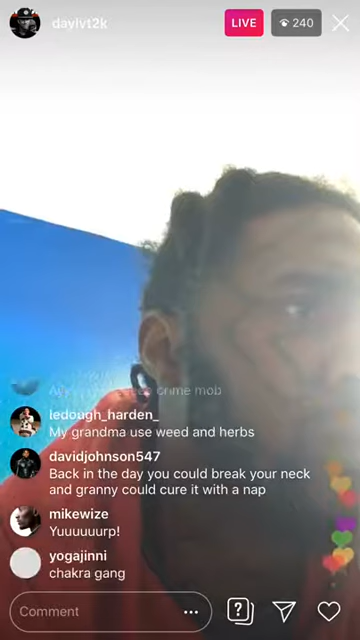 daylvt2k
LIVE
240
crime mob
ledough_harden_
My grandma use weed and herbs
davidjohnson547
Back in the day you could break your neck
and granny could cure it with a nap
mikewize
Yuuuuuurp!
yogajinni
chakra gang
Comment
?